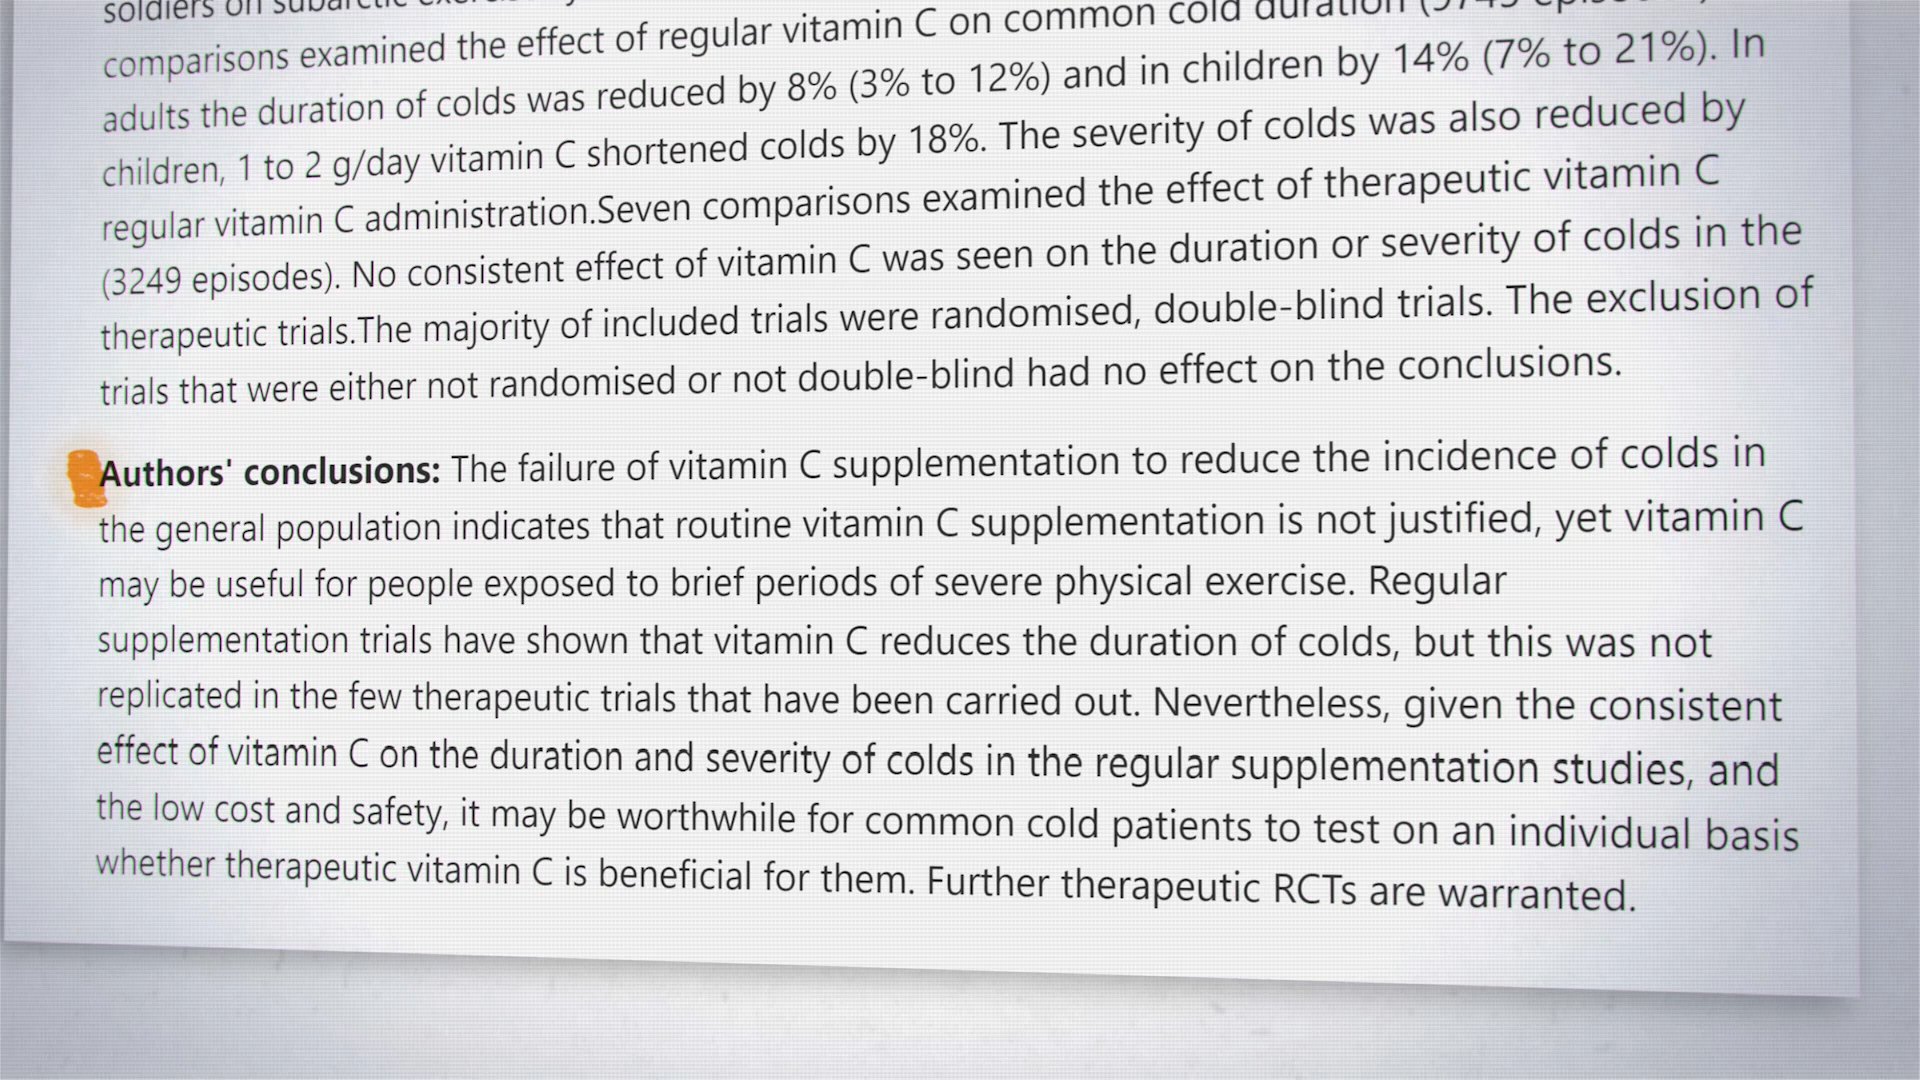 soldiers on subarctic
comparisons examined the effect of regular vitamin C on common cold duration
adults the duration of colds was reduced by 8% (3% to 12%) and in children by 14% (7% to 21%). In
children, 1 to 2 g/day vitamin C shortened colds by 18%. The severity of colds was also reduced by
regular vitamin C administration.Seven comparisons examined the effect of therapeutic vitamin C
(3249 episodes). No consistent effect of vitamin C was seen on the duration or severity of colds in the
therapeutic trials.The majority of included trials were randomised, double-blind trials. The exclusion of
trials that were either not randomised or not double-blind had no effect on the conclusions.
Authors' conclusions: The failure of vitamin C supplementation to reduce the incidence of colds in
the general population indicates that routine vitamin C supplementation is not justified, yet vitamin C
may be useful for people exposed to brief periods of severe physical exercise. Regular
supplementation trials have shown that vitamin C reduces the duration of colds, but this was not
replicated in the few therapeutic trials that have been carried out. Nevertheless, given the consistent
effect of vitamin C on the duration and severity of colds in the regular supplementation studies, and
the low cost and safety, it may be worthwhile for common cold patients to test on an individual basis
whether therapeutic vitamin C is beneficial for them. Further therapeutic RCTs are warranted.